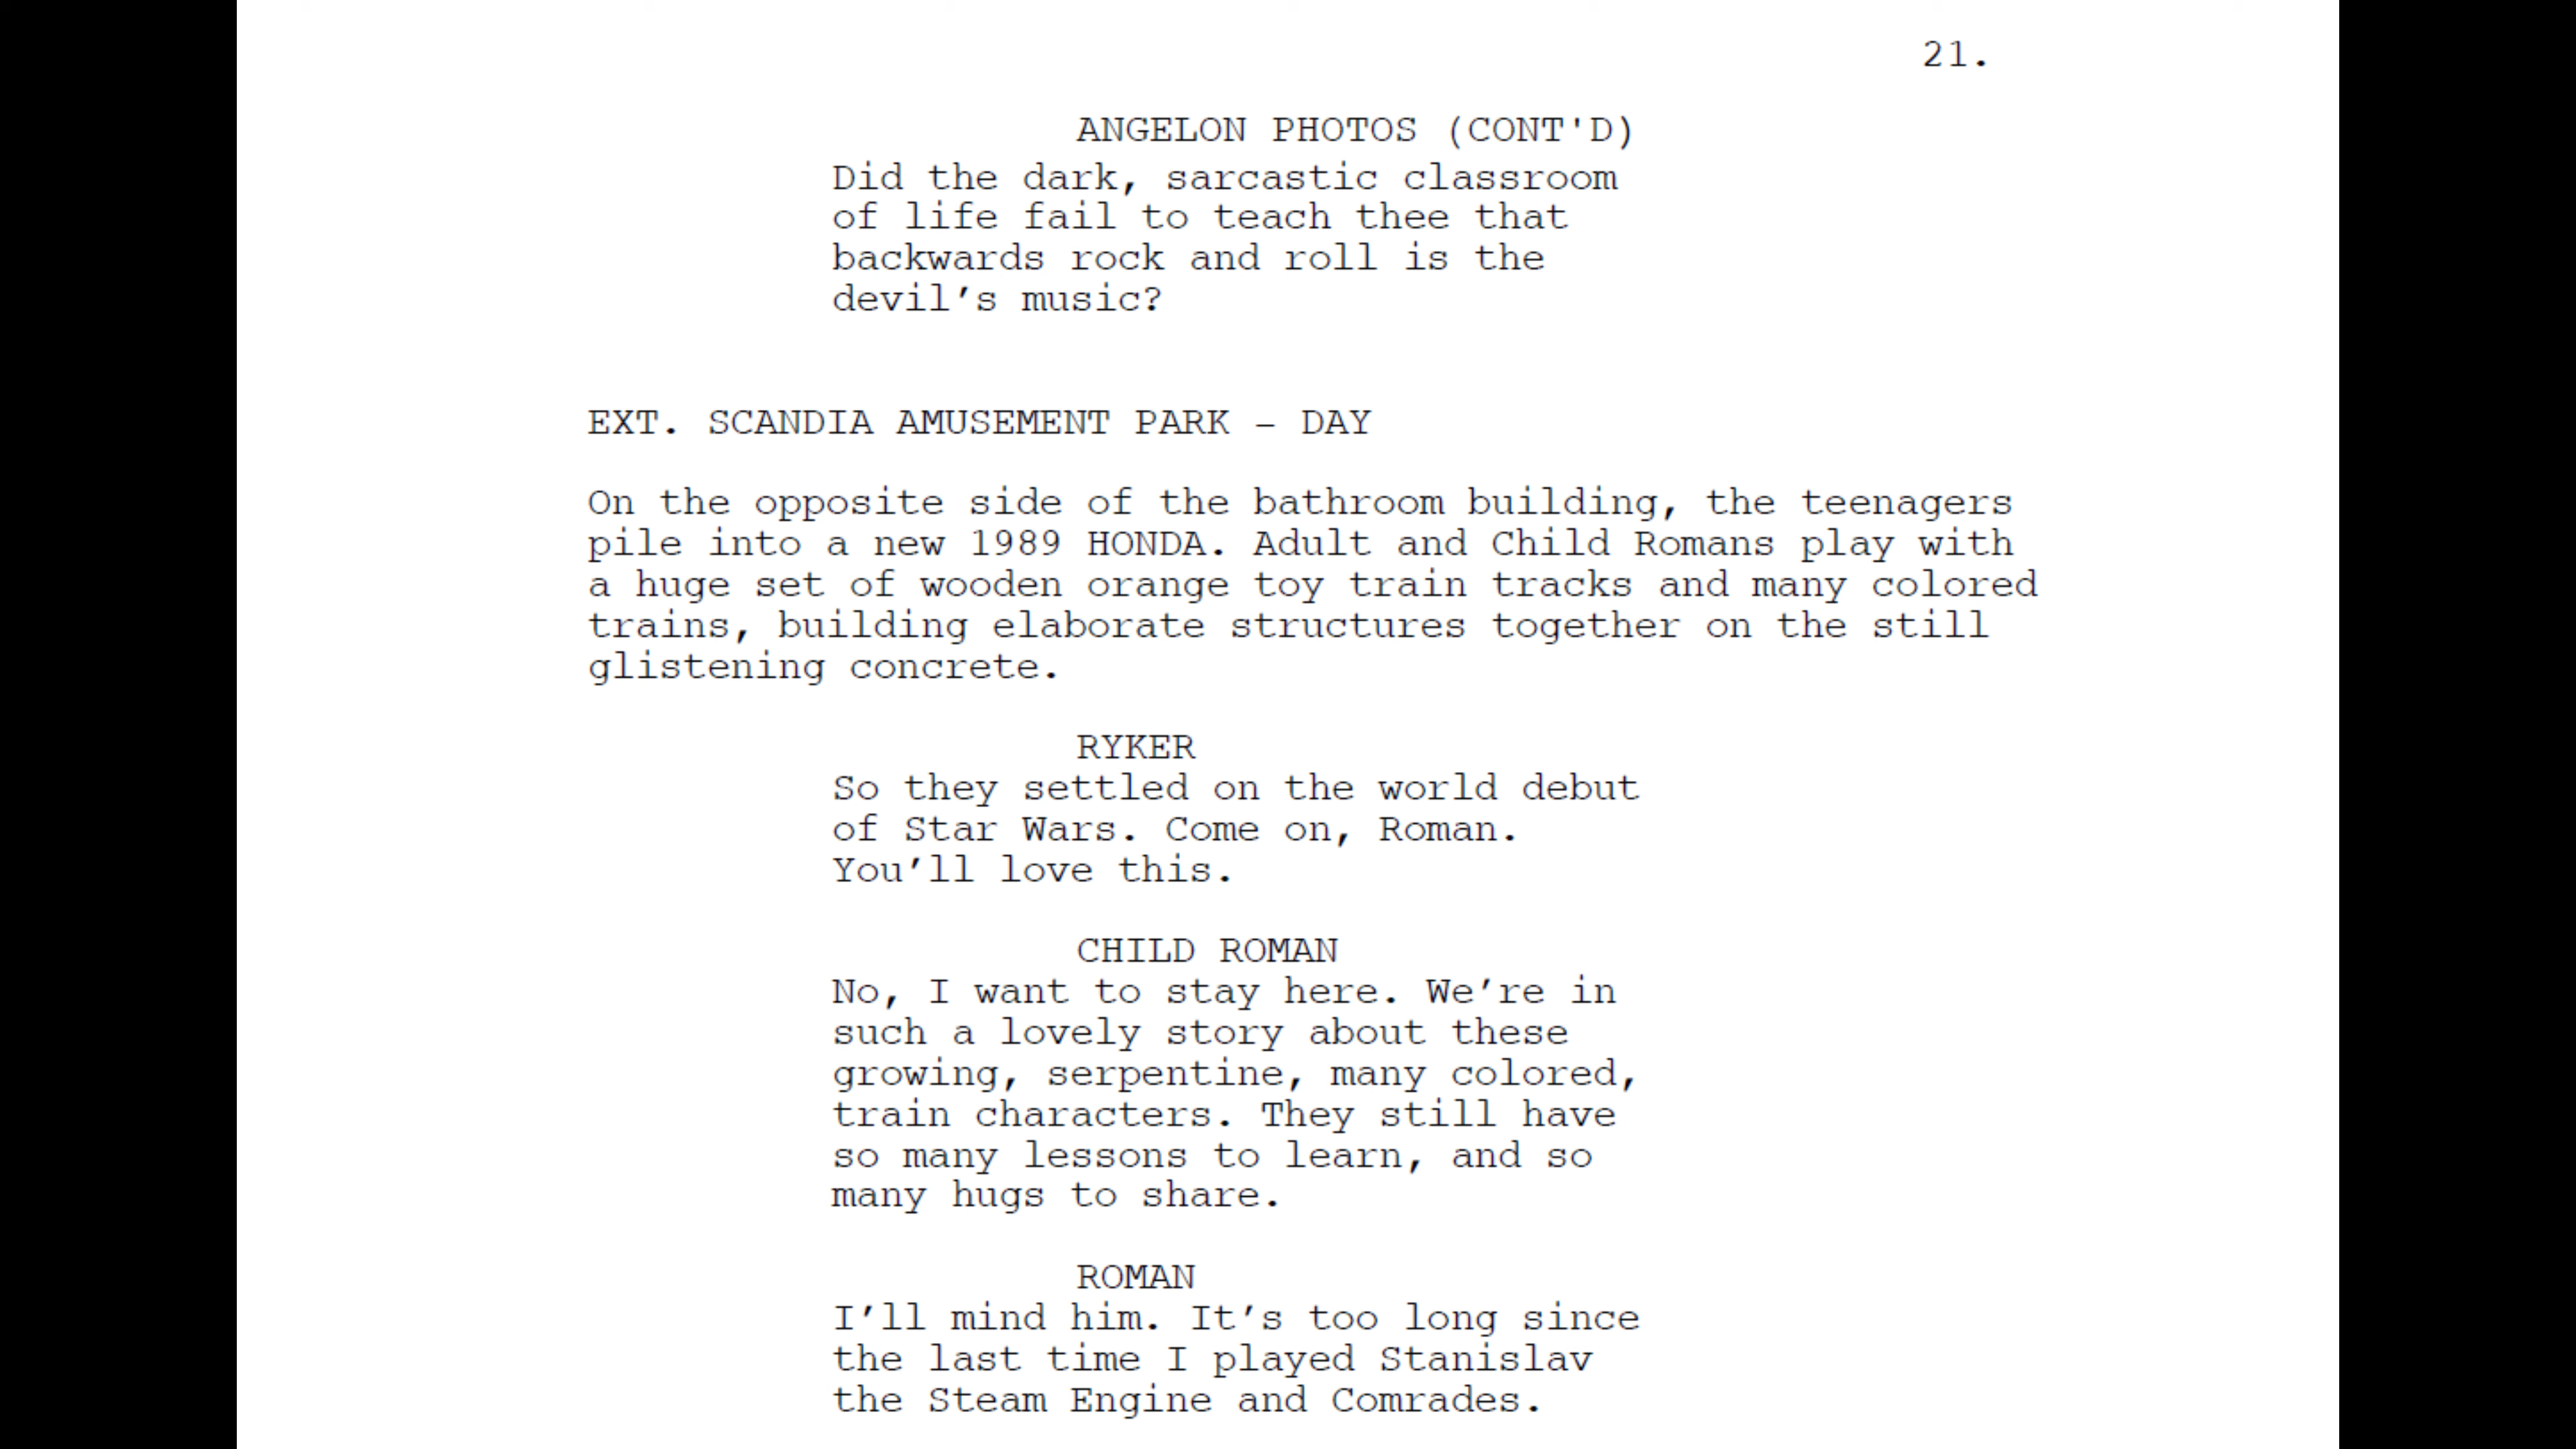 21.
ANGELON PHOTOS (CONT'D)
Did the dark, sarcastic classroom
of life fail to teach thee that
backwards rock and roll is the
devil’s music?
EXT. SCANDIA AMUSEMENT PARK – DAY
On the opposite side of the bathroom building, the teenagers
pile into a new 1989 HONDA. Adult and Child Romans play with
a huge set of wooden orange toy train tracks and many colored
trains, building elaborate structures together on the still
glistening concrete.
RYKER
So they settled on the world debut
of Star Wars. Come on, Roman.
You’ll love this.
CHILD ROMAN
No, I want to stay here. We’re in
such a lovely story about these
growing, serpentine, many colored,
train characters. They still have
so many lessons to learn, and so
many hugs to share.
ROMAN
I’ll mind him. It’s too long since
the last time I played Stanislav
the Steam Engine and Comrades.